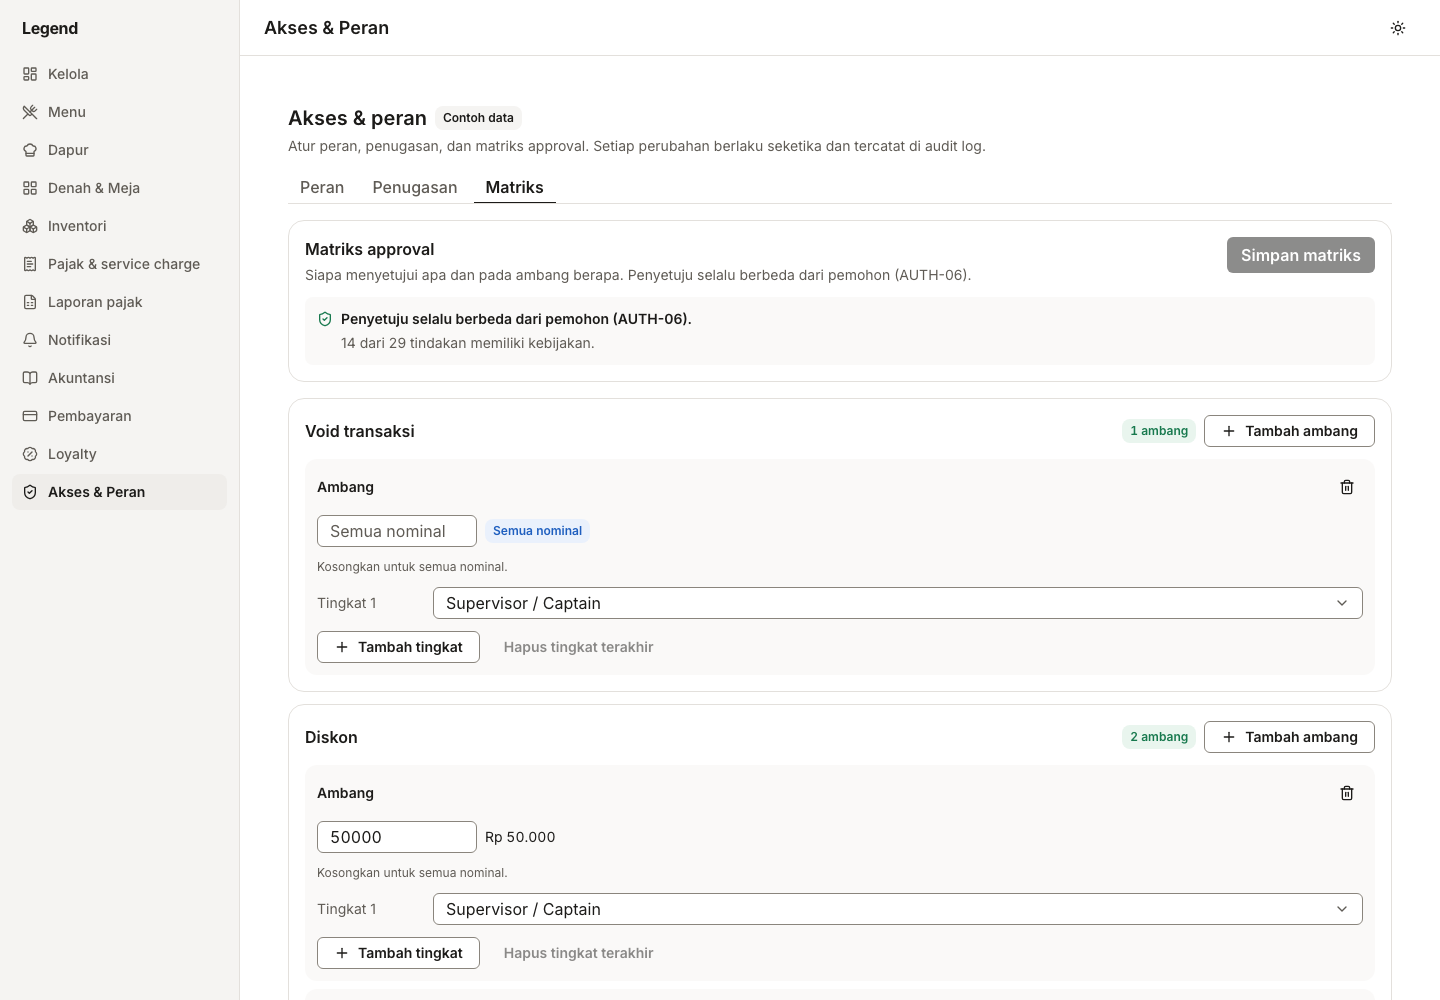 Legend
Kelola
Menu
Dapur
Denah & Meja
Inventori
Pajak & service charge
Laporan pajak
Notifikasi
Akuntansi
Pembayaran
Loyalty
Akses & Peran
Akses & Peran
Akses & peran Contoh data
Atur peran, penugasan, dan matriks approval. Setiap perubahan berlaku seketika dan tercatat di audit log.
Peran Penugasan Matriks
Matriks approval
Simpan matriks
Siapa menyetujui apa dan pada ambang berapa. Penyetuju selalu berbeda dari pemohon (AUTH-06).
Penyetuju selalu berbeda dari pemohon (AUTH-06).
14 dari 29 tindakan memiliki kebijakan.
Void transaksi 1 ambang Tambah ambang
Ambang
Semua nominal Semua nominal
Kosongkan untuk semua nominal.
Tingkat 1 Supervisor / Captain
Tambah tingkat Hapus tingkat terakhir
Diskon 2 ambang Tambah ambang
Ambang
50000 Rp 50.000
Kosongkan untuk semua nominal.
Tingkat 1 Supervisor / Captain
Tambah tingkat Hapus tingkat terakhir